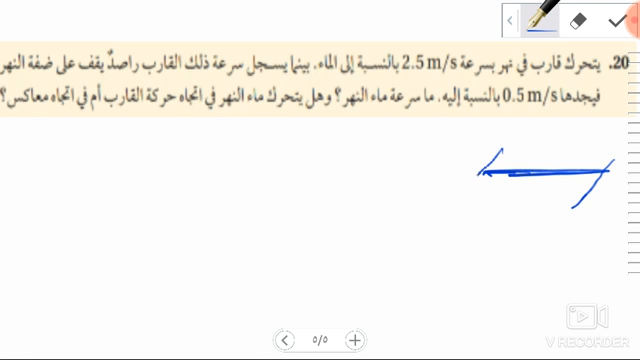 20. يتحرك قارب في نهر بسرعة 2.5 m/s بالنسبة إلى الماء. بينما يسجل سرعة ذلك القارب راصدٌ يقف على ضفة النهر
فيجدها 0.5 m/s بالنسبة إليه. ما سرعة ماء النهر؟ وهل يتحرك ماء النهر في اتجاه حركة القارب أم في اتجاه معاكس؟
V RECORDER
٥/٥